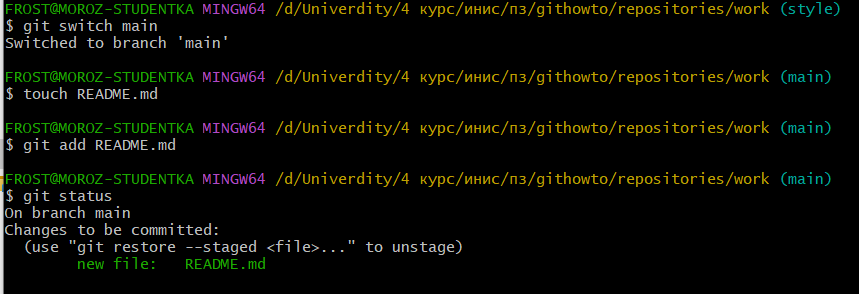 FROST@MOROZ-STUDENTKA MINGW64 /d/Univerdity/4 курс/инис/пз/githowto/repositories/work (style)
$ git switch main
Switched to branch 'main'
FROST@MOROZ-STUDENTKA MINGW64 /d/Univerdity/4 курс/инис/пз/githowto/repositories/work (main)
$ touch README.md
FROST@MOROZ-STUDENTKA MINGW64 /d/Univerdity/4 курс/инис/пз/githowto/repositories/work (main)
$ git add README.md
FROST@MOROZ-STUDENTKA MINGW64 /d/Univerdity/4 курс/инис/пз/githowto/repositories/work (main)
$ git status
On branch main
Changes to be committed:
  (use "git restore --staged <file>..." to unstage)
        new file:   README.md